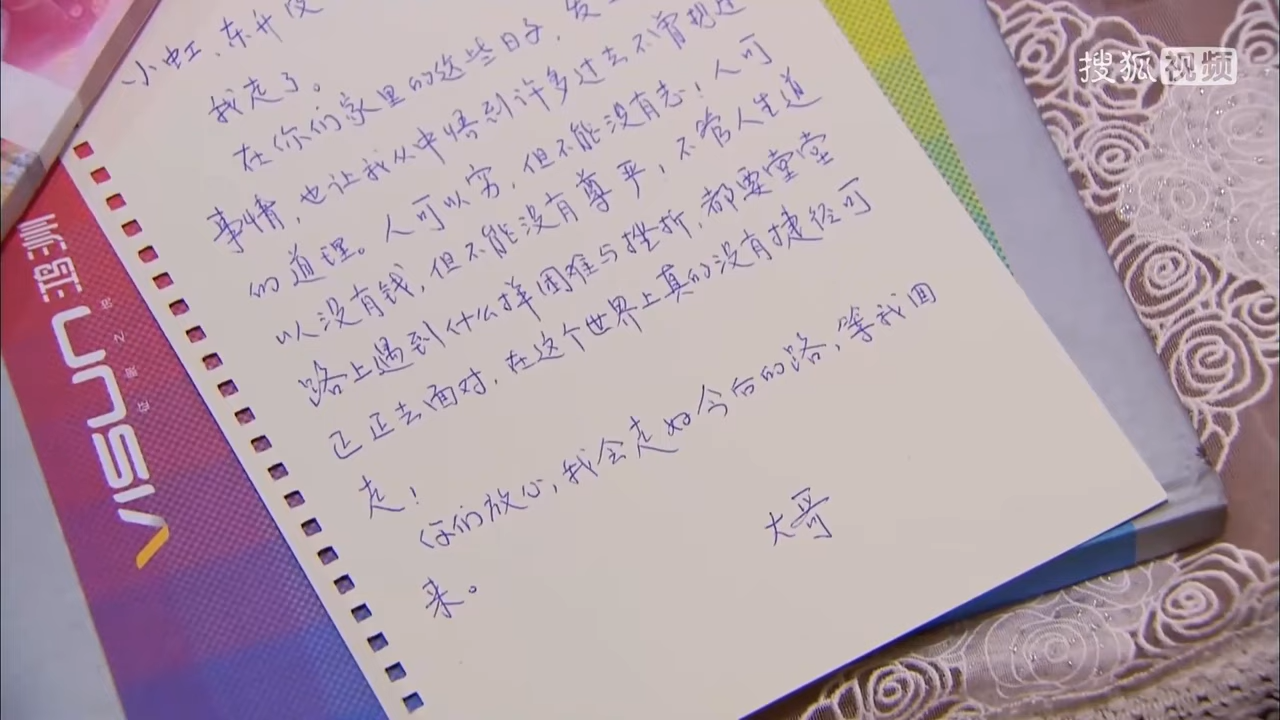 小虹、东升
我走了。
在你们家里的这些日子，发
事情，也让我从中悟到许多过去不曾想过
的道理。人可以穷，但不能没有志！人可
以没有钱，但不能没有尊严，不管人生道
路上遇到什么样困难与挫折，都要堂堂
正正去面对，在这个世界上真的没有捷径可
走！
你们放心，我会走好今后的路，等我回
来。
大哥
VISUN
搜狐视频